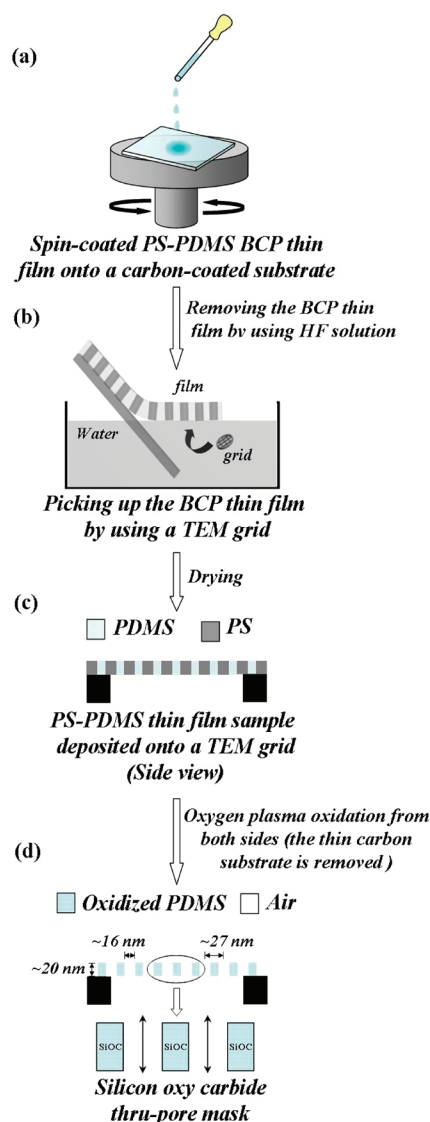 (a)
Spin-coated PS-PDMS BCP thin
film onto a carbon-coated substrate
Removing the BCP thin
film by using HF solution
(b)
film
Water
grid
Picking up the BCP thin film
by using a TEM grid
Drying
(c)
PDMS PS
PS-PDMS thin film sample
deposited onto a TEM grid
(Side view)
Oxygen plasma oxidation from
both sides (the thin carbon
substrate is removed )
(d)
Oxidized PDMS Air
~16 nm ~27 nm
~20 nm
SiOC SiOC SiOC
Silicon oxy carbide
thru-pore mask